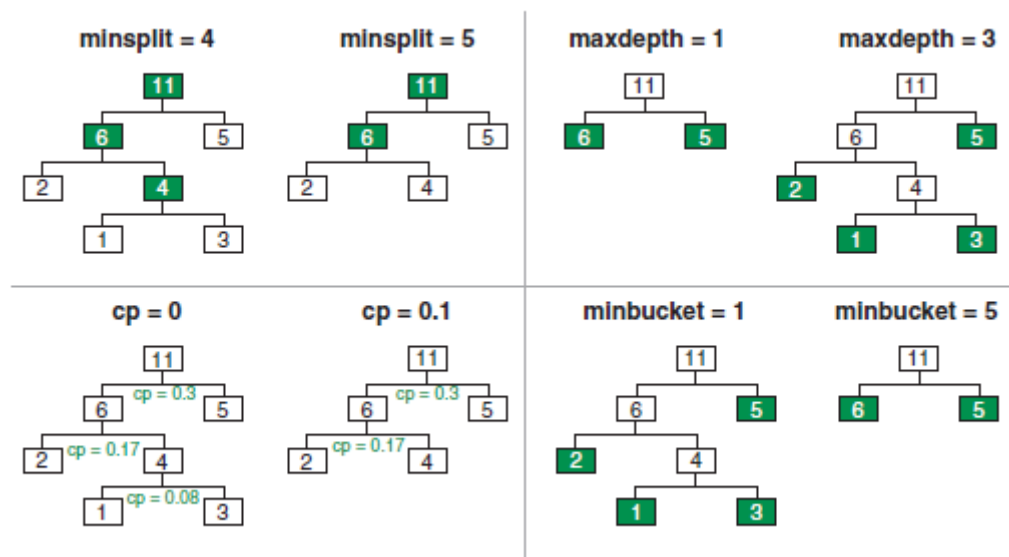 minsplit = 4
11
6 5
2 4
1 3
minsplit = 5
11
6 5
2 4
maxdepth = 1
11
6 5
maxdepth = 3
11
6 5
2 4
1 3
cp = 0
11
cp = 0.3
6 5
cp = 0.17
2 4
cp = 0.08
1 3
cp = 0.1
11
cp = 0.3
6 5
cp = 0.17
2 4
minbucket = 1
11
6 5
2 4
1 3
minbucket = 5
11
6 5